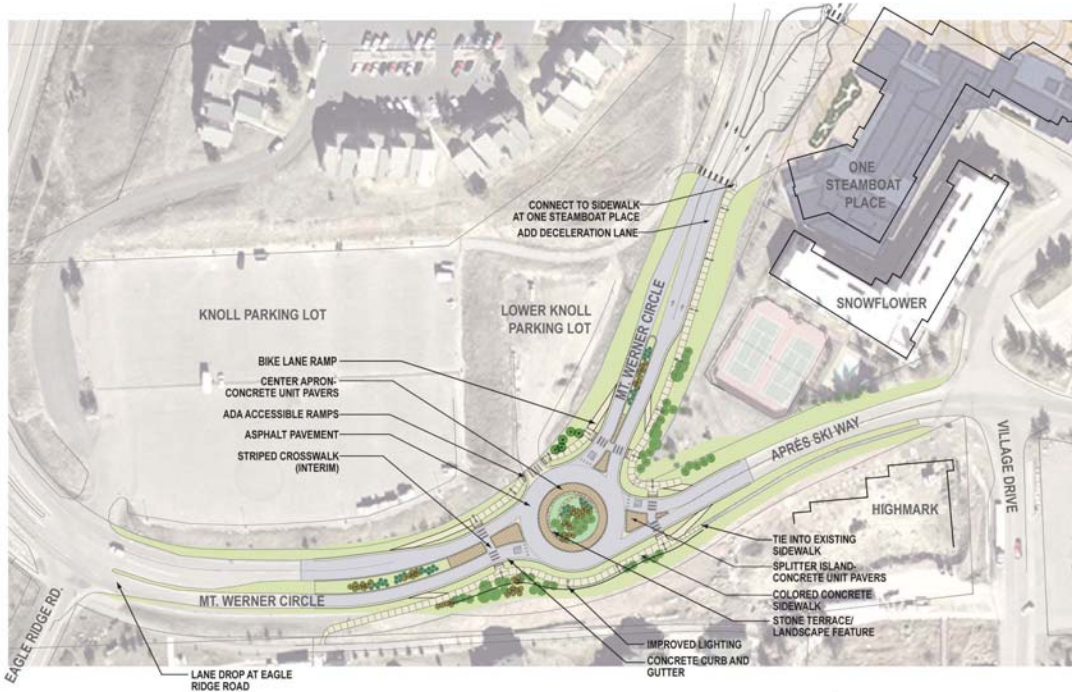 ONE
STEAMBOAT
PLACE
CONNECT TO SIDEWALK
AT ONE STEAMBOAT PLACE
ADD DECELERATION LANE
SNOWFLOWER
KNOLL PARKING LOT
LOWER KNOLL
PARKING LOT
MT. WERNER CIRCLE
BIKE LANE RAMP
CENTER APRON-
CONCRETE UNIT PAVERS
ADA ACCESSIBLE RAMPS
ASPHALT PAVEMENT
STRIPED CROSSWALK
(INTERIM)
APRÈS SKI WAY
VILLAGE DRIVE
HIGHMARK
TIE INTO EXISTING
SIDEWALK
SPLITTER ISLAND-
CONCRETE UNIT PAVERS
COLORED CONCRETE
SIDEWALK
STONE TERRACE/
LANDSCAPE FEATURE
MT. WERNER CIRCLE
EAGLE RIDGE RD.
IMPROVED LIGHTING
CONCRETE CURB AND
GUTTER
LANE DROP AT EAGLE
RIDGE ROAD